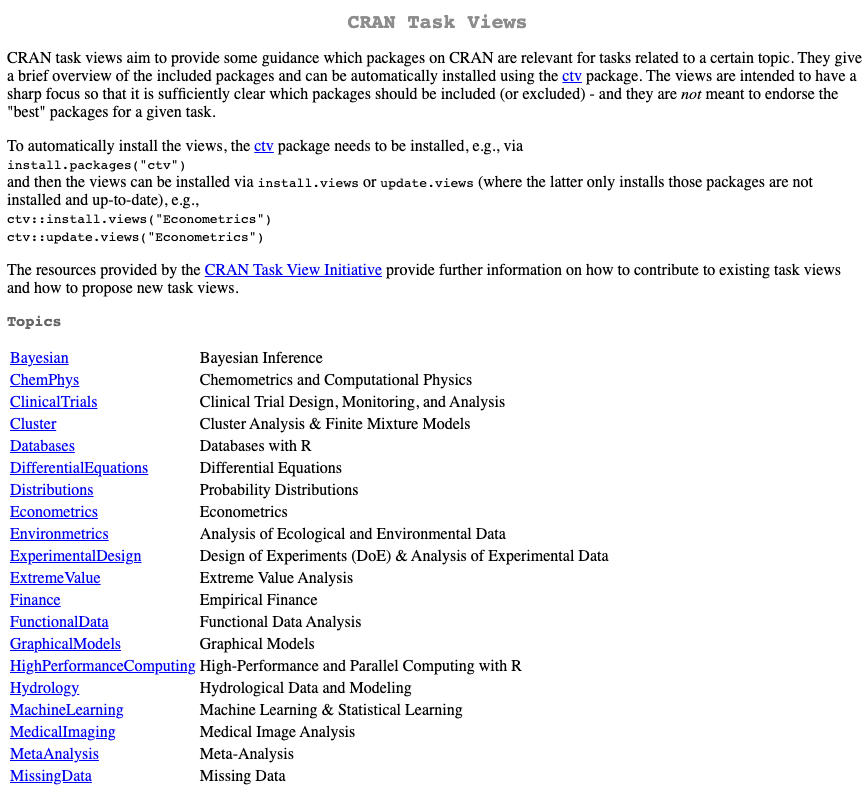 CRAN Task Views
CRAN task views aim to provide some guidance which packages on CRAN are relevant for tasks related to a certain topic. They give
a brief overview of the included packages and can be automatically installed using the ctv package. The views are intended to have a
sharp focus so that it is sufficiently clear which packages should be included (or excluded) - and they are not meant to endorse the
"best" packages for a given task.
To automatically install the views, the ctv package needs to be installed, e.g., via
install.packages("ctv")
and then the views can be installed via install.views or update.views (where the latter only installs those packages are not
installed and up-to-date), e.g.,
ctv::install.views("Econometrics")
ctv::update.views("Econometrics")
The resources provided by the CRAN Task View Initiative provide further information on how to contribute to existing task views
and how to propose new task views.
Topics
Bayesian Bayesian Inference
ChemPhys Chemometrics and Computational Physics
ClinicalTrials Clinical Trial Design, Monitoring, and Analysis
Cluster Cluster Analysis & Finite Mixture Models
Databases Databases with R
DifferentialEquations Differential Equations
Distributions Probability Distributions
Econometrics Econometrics
Environmetrics Analysis of Ecological and Environmental Data
ExperimentalDesign Design of Experiments (DoE) & Analysis of Experimental Data
ExtremeValue Extreme Value Analysis
Finance Empirical Finance
FunctionalData Functional Data Analysis
GraphicalModels Graphical Models
HighPerformanceComputing High-Performance and Parallel Computing with R
Hydrology Hydrological Data and Modeling
MachineLearning Machine Learning & Statistical Learning
MedicalImaging Medical Image Analysis
MetaAnalysis Meta-Analysis
MissingData Missing Data